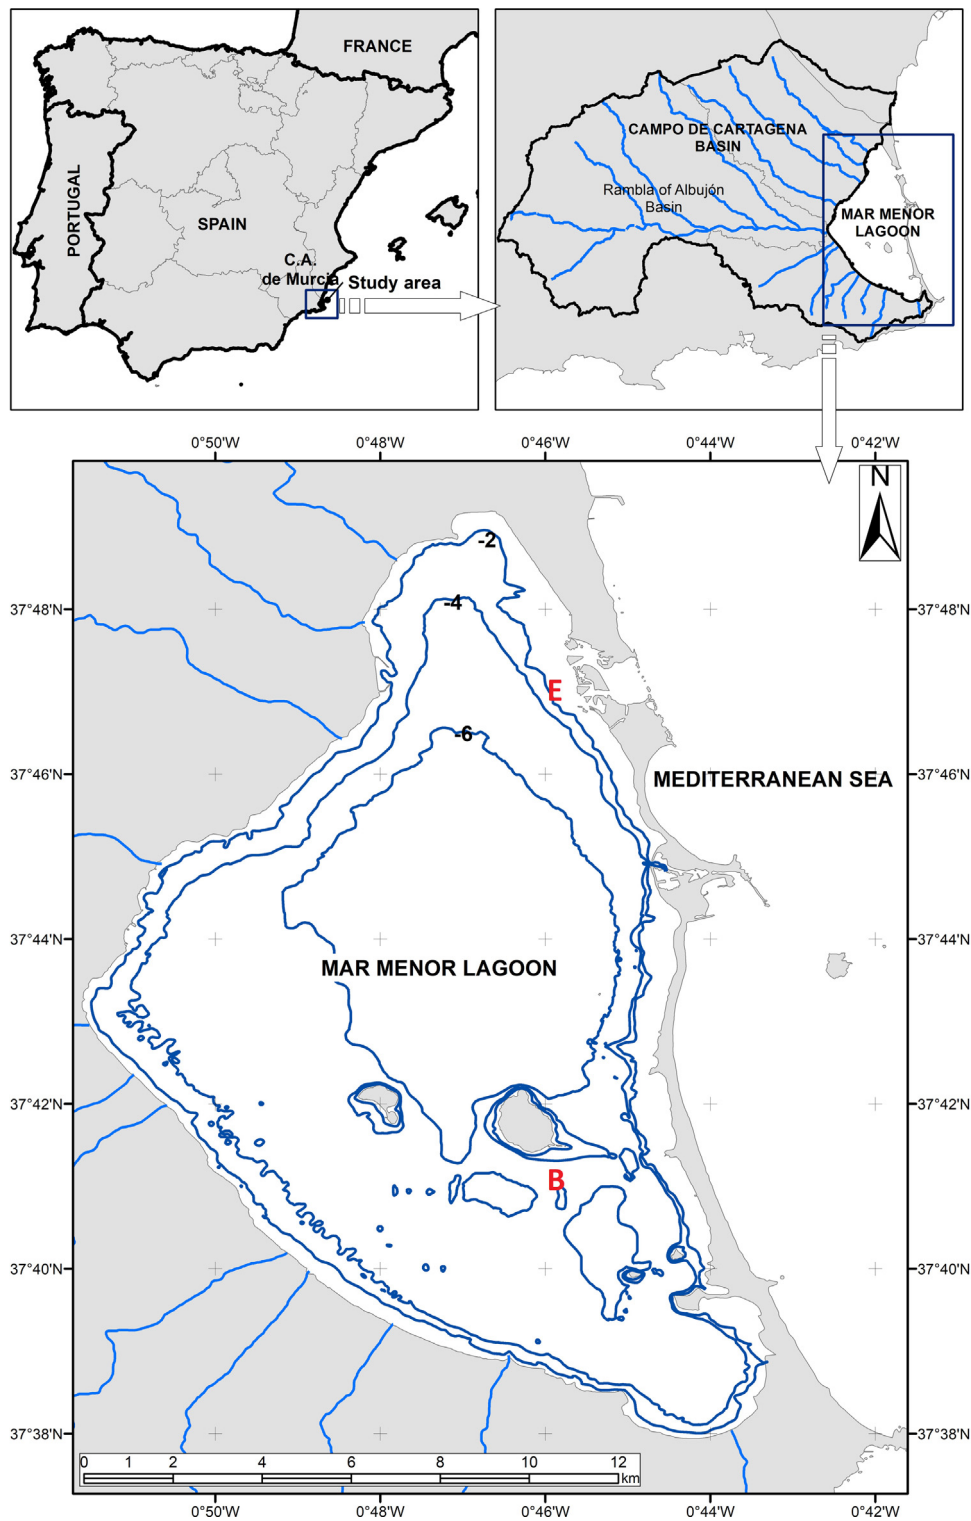 FRANCE
PORTUGAL
SPAIN
C.A.
de Murcia
Study area
CAMPO DE CARTAGENA
BASIN
Rambla of Albujón
Basin
MAR MENOR
LAGOON
0°50'W 0°48'W 0°46'W 0°44'W 0°42'W
N
-2
37°48'N 37°48'N
-4
E
-6
37°46'N 37°46'N
MEDITERRANEAN SEA
37°44'N 37°44'N
MAR MENOR LAGOON
37°42'N 37°42'N
B
37°40'N 37°40'N
37°38'N 37°38'N
0 1 2 4 6 8 10 12
km
0°50'W 0°48'W 0°46'W 0°44'W 0°42'W